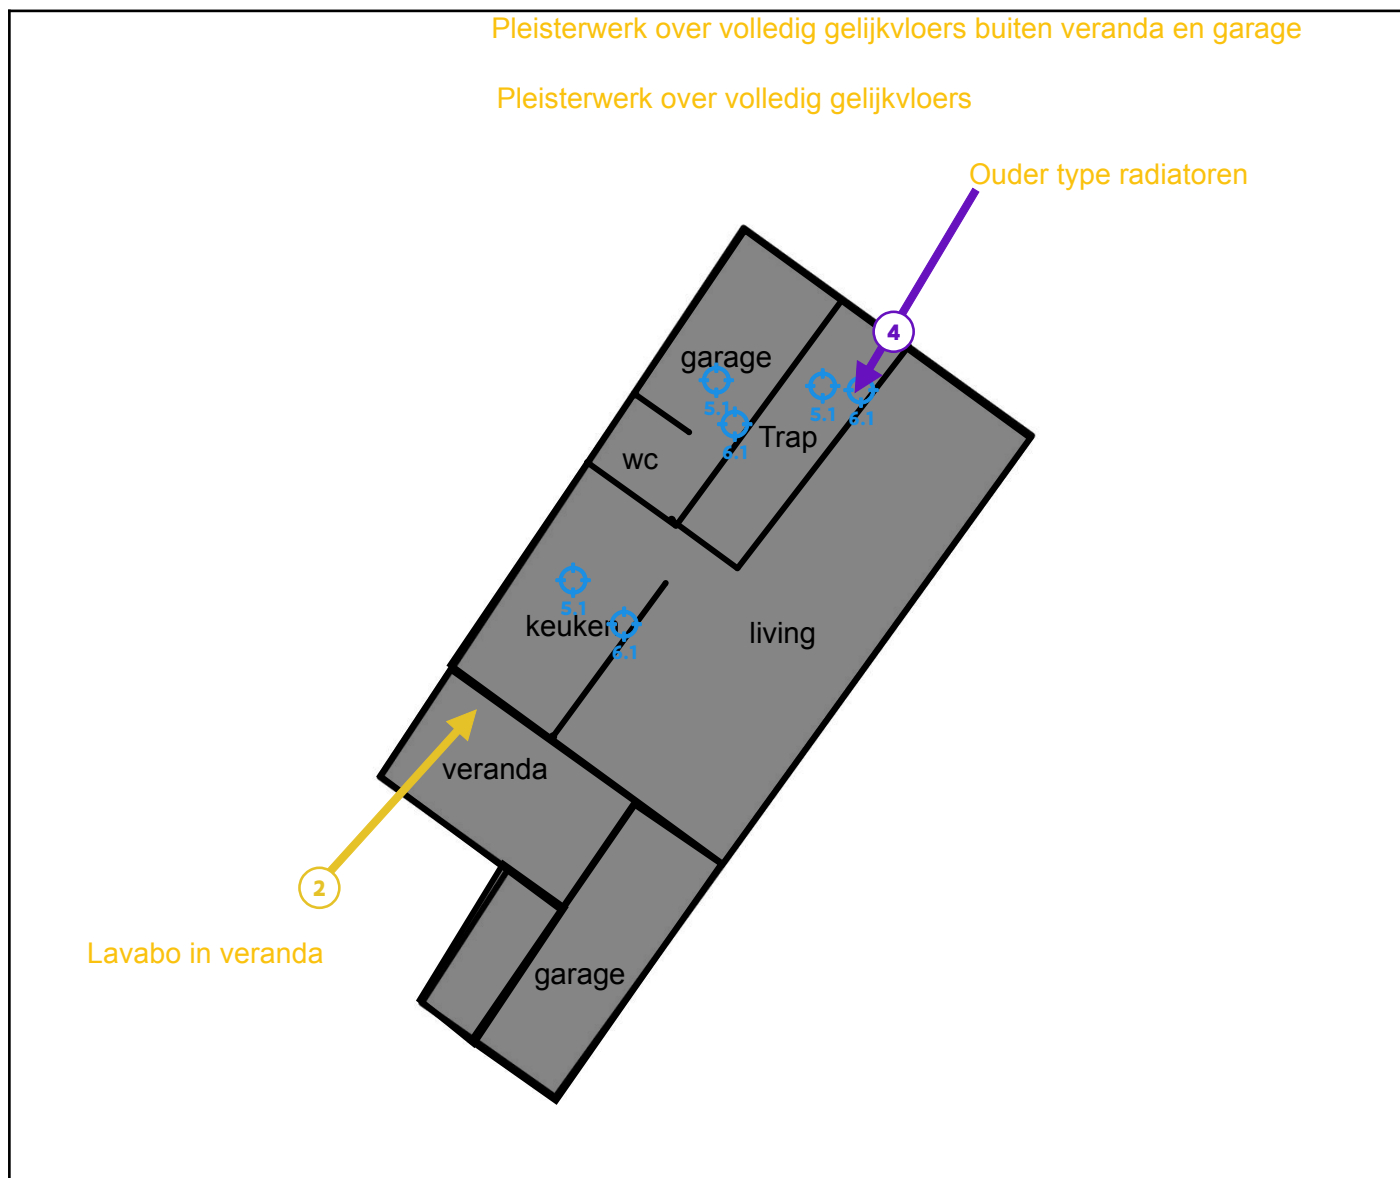 Pleisterwerk over volledig gelijkvloers buiten veranda en garage
Pleisterwerk over volledig gelijkvloers
Ouder type radiatoren
4
garage
5.1
6.1
5.1
6.1
Trap
wc
5.1
keuken
6.1
living
veranda
2
Lavabo in veranda
garage